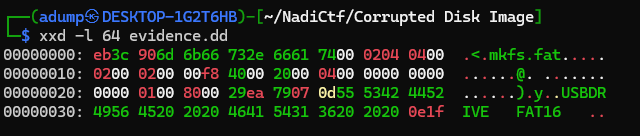 ┌──(adump㉿DESKTOP-1G2T6HB)-[~/NadiCtf/Corrupted Disk Image]
└─$ xxd -l 64 evidence.dd
00000000: eb3c 906d 6b66 732e 6661 7400 0204 0400  .<.mkfs.fat.....
00000010: 0200 0200 00f8 4000 2000 0400 0000 0000  ......@. .......
00000020: 0000 0100 8000 29ea 7907 0d55 5342 4452  ......).y..USBDR
00000030: 4956 4520 2020 4641 5431 3620 2020 0e1f  IVE   FAT16   ..